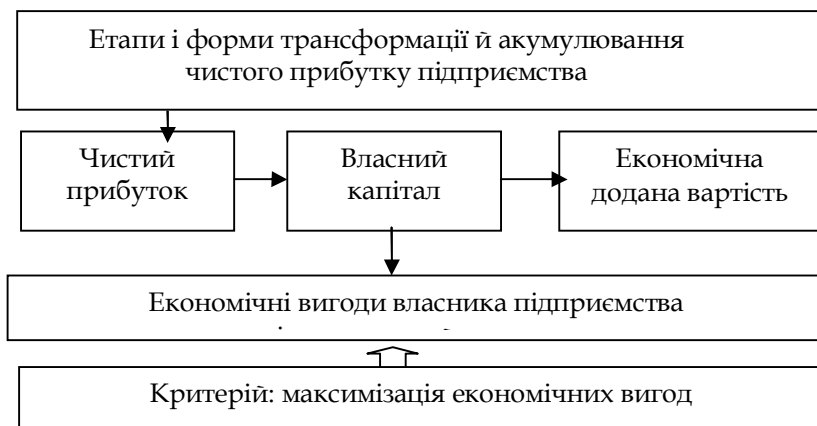 Етапи і форми трансформації й акумулювання
чистого прибутку підприємства
Чистий
прибуток
Власний
капітал
Економічна
додана вартість
Економічні вигоди власника підприємства
Критерій: максимізація економічних вигод